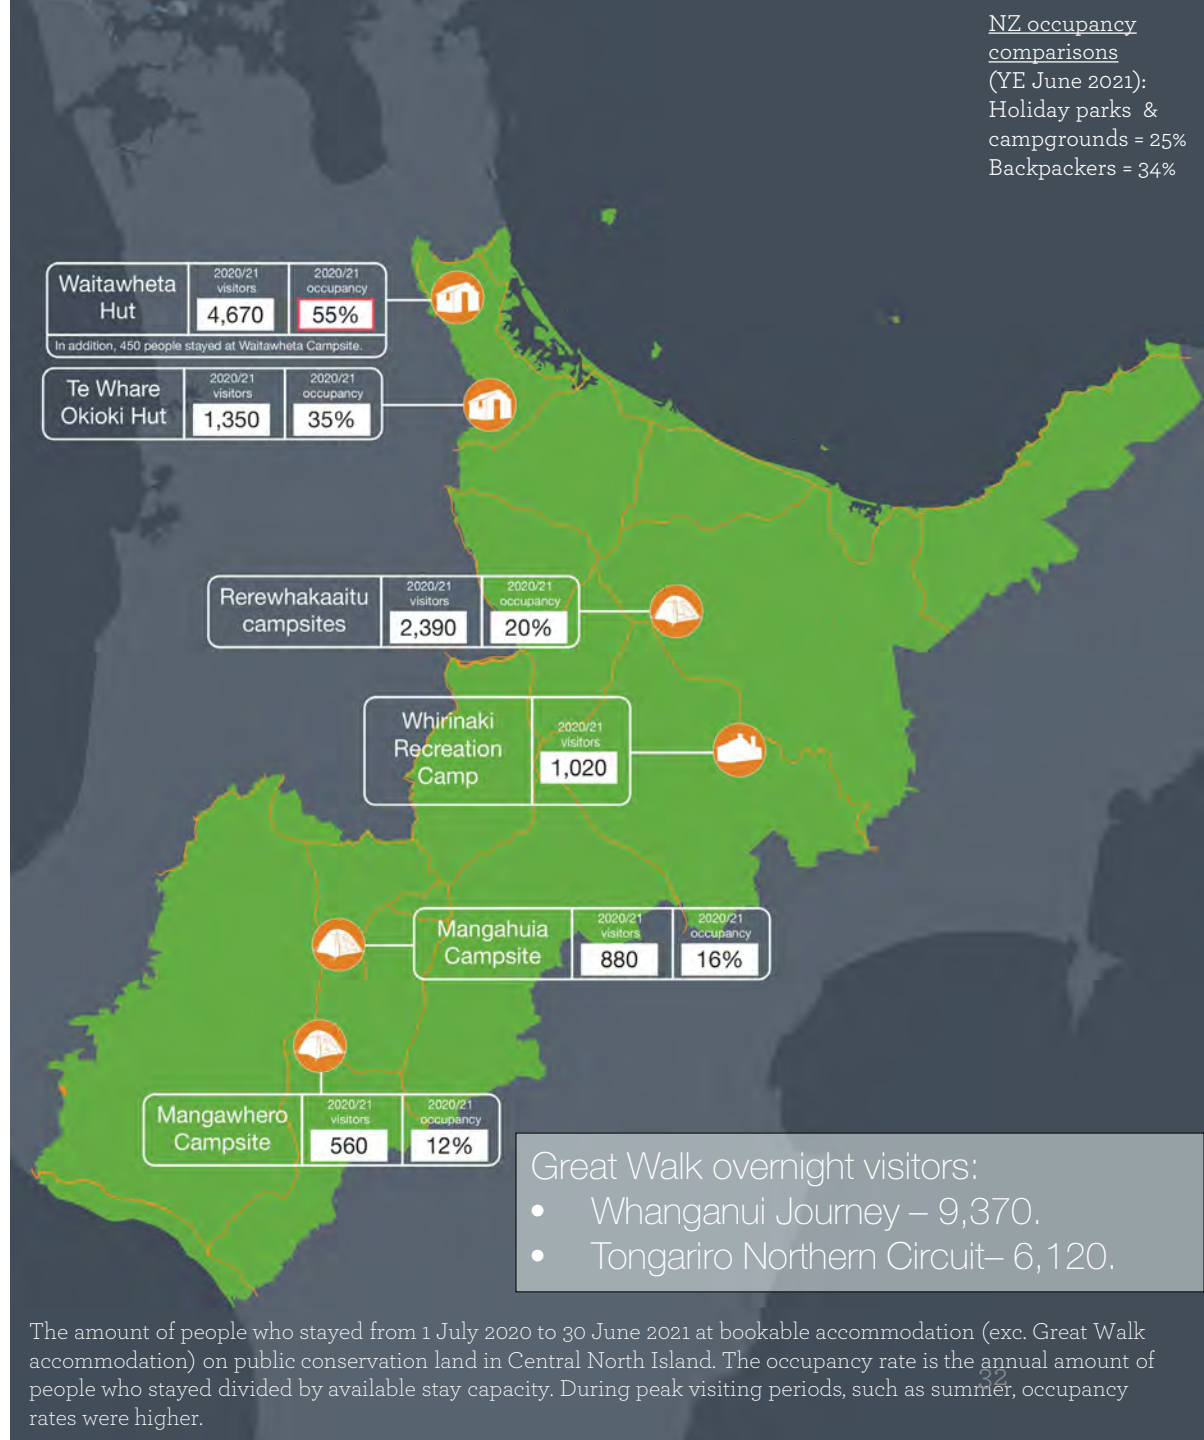 NZ occupancy
comparisons
(YE June 2021):
Holiday parks &
campgrounds = 25%
Backpackers = 34%
Waitawheta
Hut
2020/21
visitors
4,670
2020/21
occupancy
55%
In addition, 450 people stayed at Waitawheta Campsite.
Te Whare
Okioki Hut
2020/21
visitors
1,350
2020/21
occupancy
35%
Rerewhakaaitu
campsites
2020/21
visitors
2,390
2020/21
occupancy
20%
Whirinaki
Recreation
Camp
2020/21
visitors
1,020
Mangahuia
Campsite
2020/21
visitors
880
2020/21
occupancy
16%
Mangawhero
Campsite
2020/21
visitors
560
2020/21
occupancy
12%
Great Walk overnight visitors:
• Whanganui Journey – 9,370.
• Tongariro Northern Circuit– 6,120.
The amount of people who stayed from 1 July 2020 to 30 June 2021 at bookable accommodation (exc. Great Walk
accommodation) on public conservation land in Central North Island. The occupancy rate is the annual amount of
people who stayed divided by available stay capacity. During peak visiting periods, such as summer, occupancy
rates were higher.
32